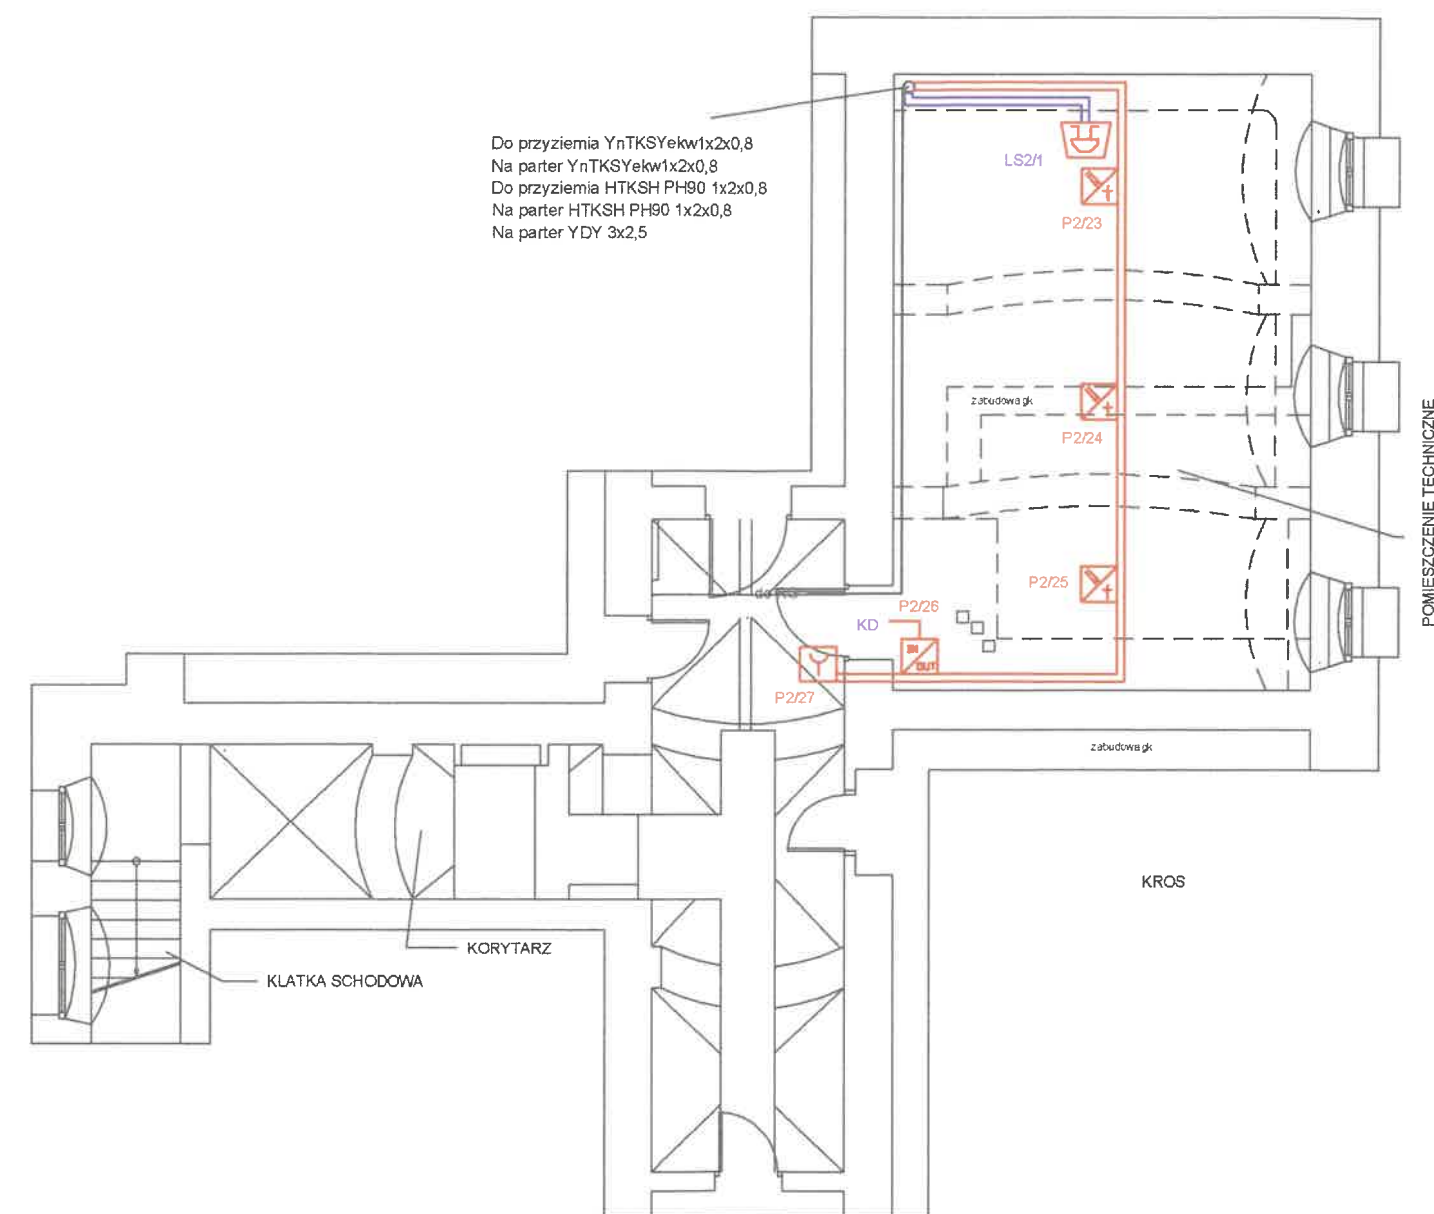 Do przyziemia YnTKSYekw1x2x0,8
Na parter YnTKSYekw1x2x0,8
Do przyziemia HTKSH PH90 1x2x0,8
Na parter HTKSH PH90 1x2x0,8
Na parter YDY 3x2,5
LS2/1
P2/23
zabudowa gk
P2/24
POMIESZCZENIE TECHNICZNE
P2/25
P2/26
KD
IN
OUT
P2/27
zabudowa gk
KROS
KORYTARZ
KLATKA SCHODOWA